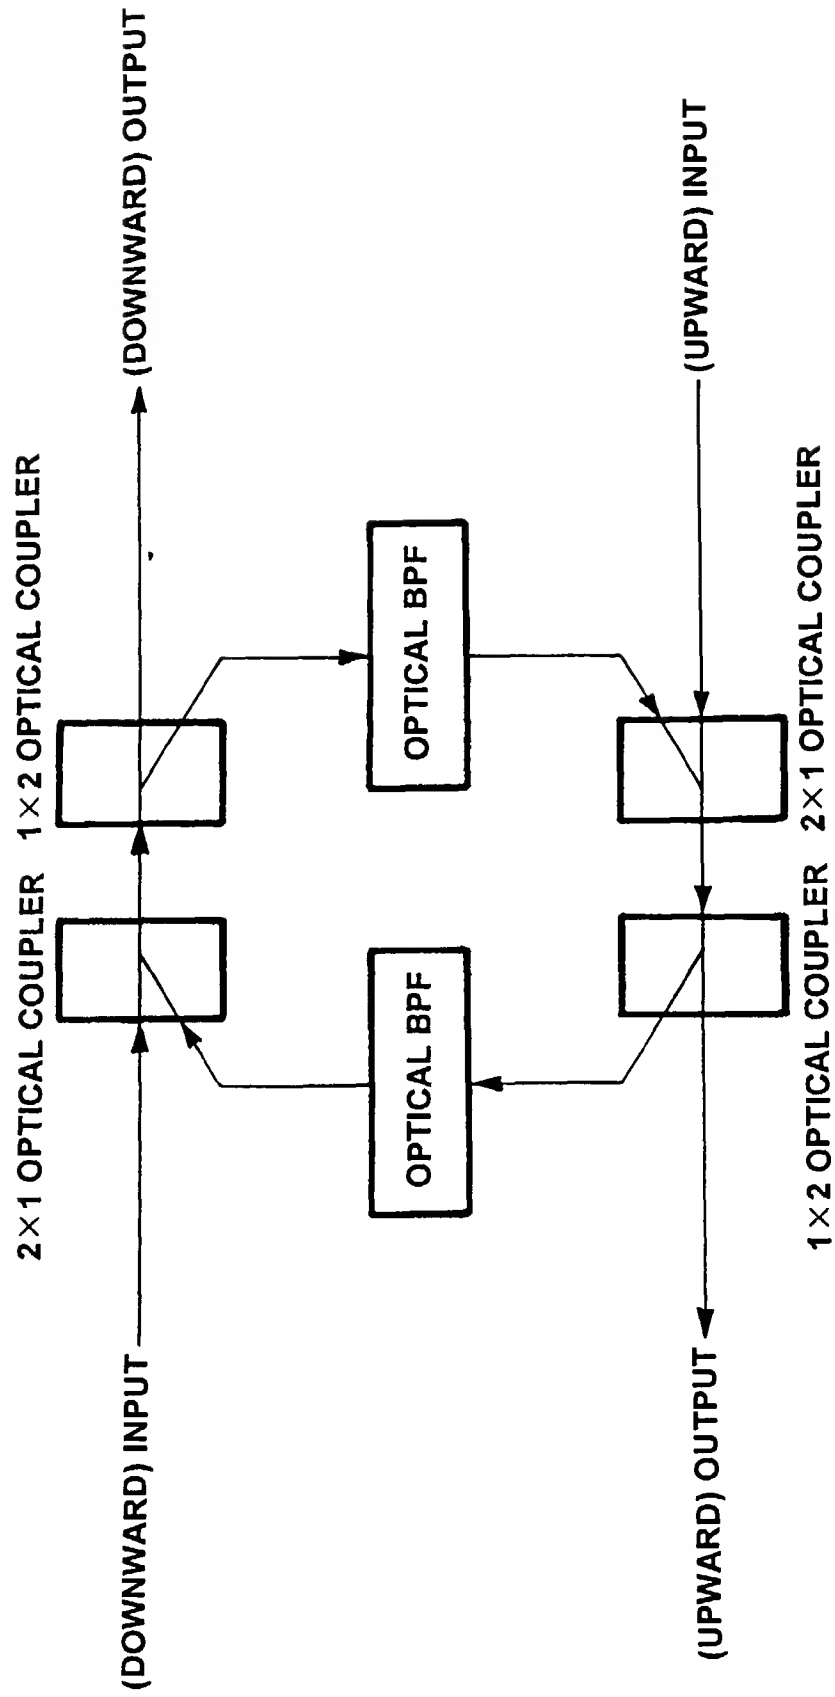 2×1 OPTICAL COUPLER
1×2 OPTICAL COUPLER
(DOWNWARD) INPUT
(DOWNWARD) OUTPUT
OPTICAL BPF
OPTICAL BPF
(UPWARD) OUTPUT
(UPWARD) INPUT
1×2 OPTICAL COUPLER
2×1 OPTICAL COUPLER